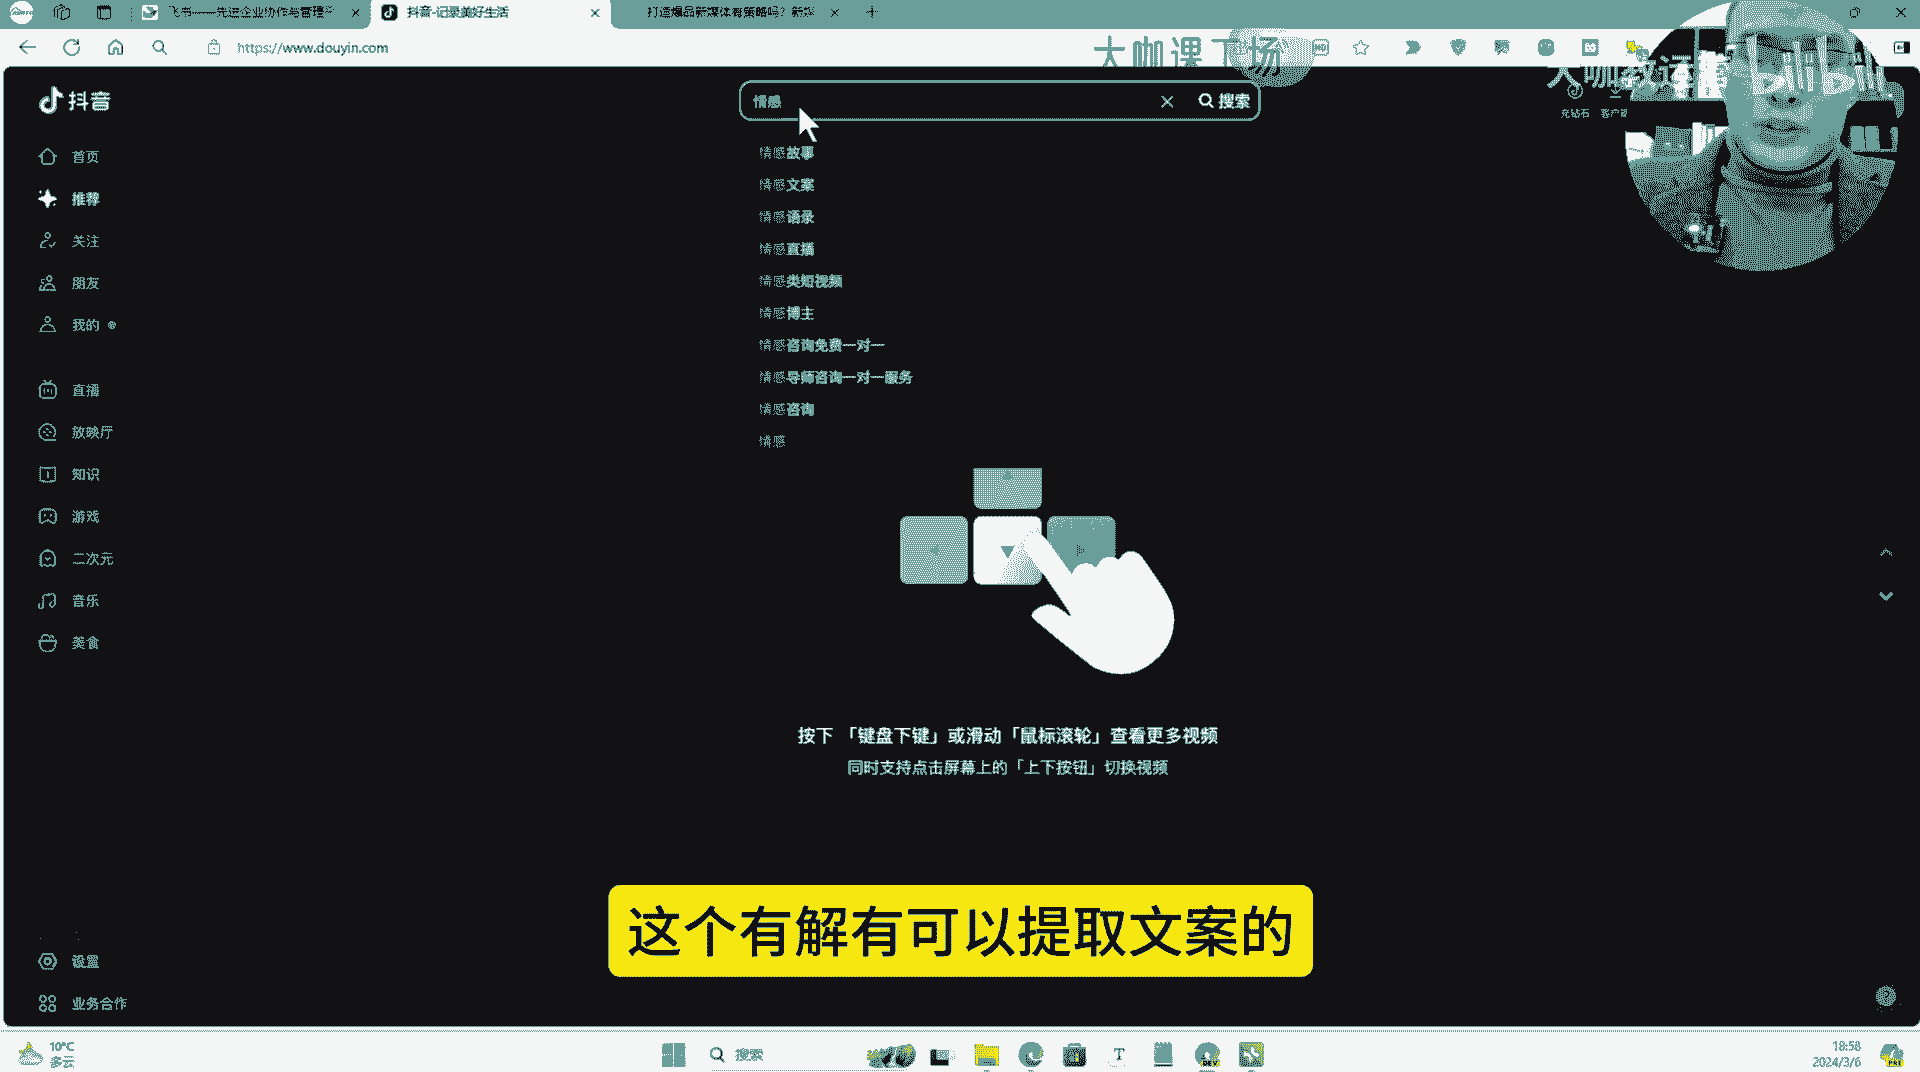 飞书——先进企业协作与管理平
抖音-记录美好生活
打造爆品新媒体有策略吗？新媒
https://www.douyin.com
大咖课工场
大咖教运营
抖音
情感
搜索
充钻石
客户端
情感故事
情感文案
情感语录
情感直播
情感类短视频
情感博主
情感咨询免费一对一
情感导师咨询一对一服务
情感咨询
情感
首页
推荐
关注
朋友
我的
直播
放映厅
知识
游戏
二次元
音乐
美食
按下 「键盘下键」或滑动「鼠标滚轮」查看更多视频
同时支持点击屏幕上的「上下按钮」切换视频
这个有解有可以提取文案的
设置
业务合作
10°C
多云
搜索
18:58
2024/3/6